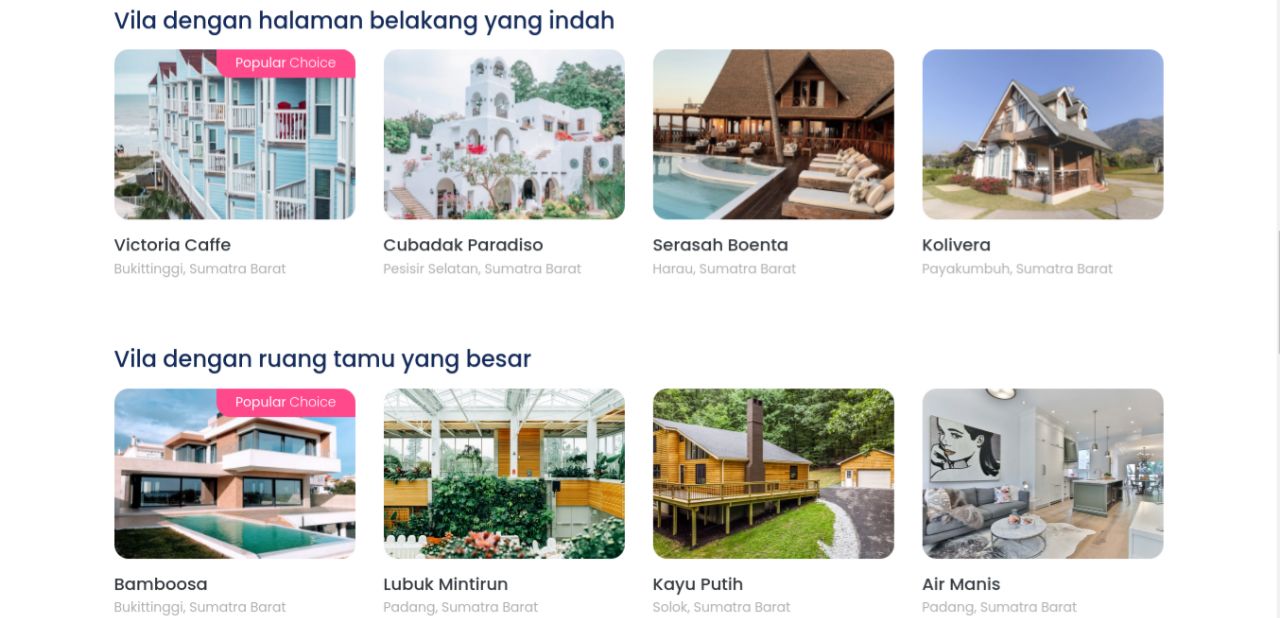 Vila dengan halaman belakang yang indah
Popular Choice
Victoria Caffe
Bukittinggi, Sumatra Barat
Cubadak Paradiso
Pesisir Selatan, Sumatra Barat
Serasah Boenta
Harau, Sumatra Barat
Kolivera
Payakumbuh, Sumatra Barat
Vila dengan ruang tamu yang besar
Popular Choice
Bamboosa
Bukittinggi, Sumatra Barat
Lubuk Mintirun
Padang, Sumatra Barat
Kayu Putih
Solok, Sumatra Barat
Air Manis
Padang, Sumatra Barat